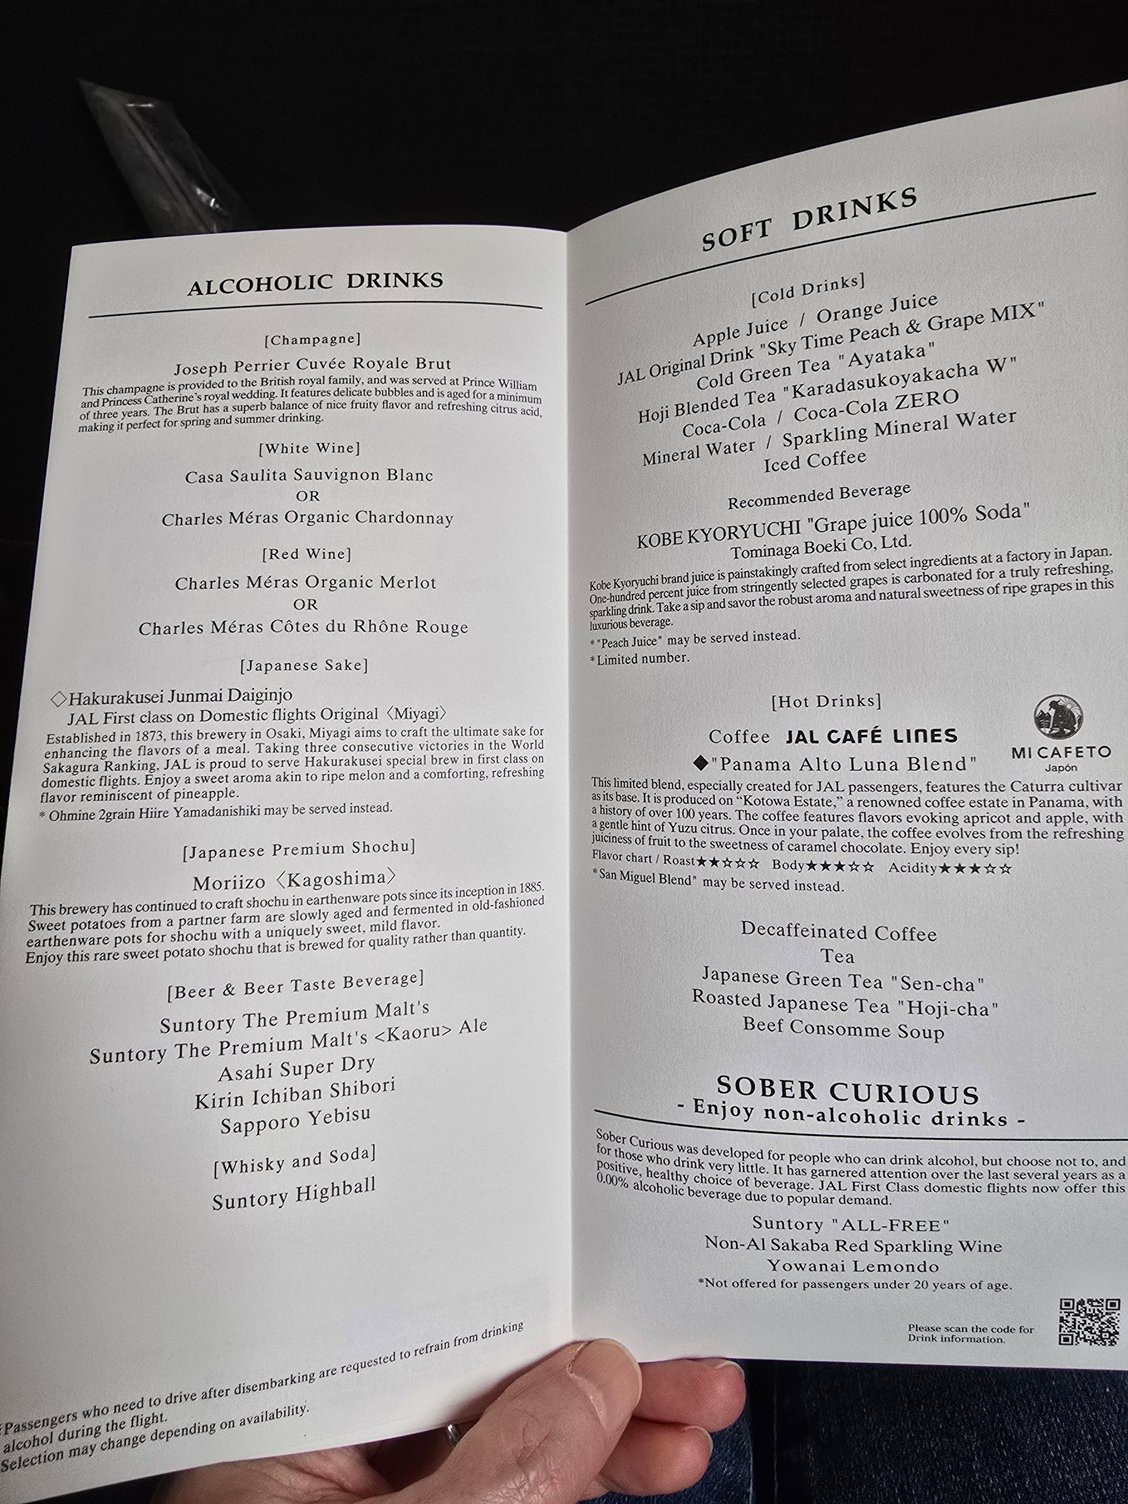 ALCOHOLIC DRINKS
[Champagne]
Joseph Perrier Cuvée Royale Brut
This champagne is provided to the British royal family, and was served at Prince William
and Princess Catherine's royal wedding. It features delicate bubbles and is aged for a minimum
of three years. The Brut has a superb balance of nice fruity flavor and refreshing citrus acid,
making it perfect for spring and summer drinking.
[White Wine]
Casa Saulita Sauvignon Blanc
OR
Charles Méras Organic Chardonnay
[Red Wine]
Charles Méras Organic Merlot
OR
Charles Méras Côtes du Rhône Rouge
[Japanese Sake]
◇Hakurakusei Junmai Daiginjo
JAL First class on Domestic flights Original〈Miyagi〉
Established in 1873, this brewery in Osaki, Miyagi aims to craft the ultimate sake for
enhancing the flavors of a meal. Taking three consecutive victories in the World
Sakagura Ranking, JAL is proud to serve Hakurakusei special brew in first class on
domestic flights. Enjoy a sweet aroma akin to ripe melon and a comforting, refreshing
flavor reminiscent of pineapple.
* Ohmine 2grain Hiire Yamadanishiki may be served instead.
[Japanese Premium Shochu]
Moriizo〈Kagoshima〉
This brewery has continued to craft shochu in earthenware pots since its inception in 1885.
Sweet potatoes from a partner farm are slowly aged and fermented in old-fashioned
earthenware pots for shochu with a uniquely sweet, mild flavor.
Enjoy this rare sweet potato shochu that is brewed for quality rather than quantity.
[Beer & Beer Taste Beverage]
Suntory The Premium Malt's
Suntory The Premium Malt's <Kaoru> Ale
Asahi Super Dry
Kirin Ichiban Shibori
Sapporo Yebisu
[Whisky and Soda]
Suntory Highball
*Passengers who need to drive after disembarking are requested to refrain from drinking
alcohol during the flight.
Selection may change depending on availability.
SOFT DRINKS
[Cold Drinks]
Apple Juice / Orange Juice
JAL Original Drink "Sky Time Peach & Grape MIX"
Cold Green Tea "Ayataka"
Hoji Blended Tea "Karadasukoyakacha W"
Coca-Cola / Coca-Cola ZERO
Mineral Water / Sparkling Mineral Water
Iced Coffee
Recommended Beverage
KOBE KYORYUCHI "Grape juice 100% Soda"
Tominaga Boeki Co, Ltd.
Kobe Kyoryuchi brand juice is painstakingly crafted from select ingredients at a factory in Japan.
One-hundred percent juice from stringently selected grapes is carbonated for a truly refreshing,
sparkling drink. Take a sip and savor the robust aroma and natural sweetness of ripe grapes in this
luxurious beverage.
*"Peach Juice" may be served instead.
*Limited number.
[Hot Drinks]
Coffee JAL CAFÉ LINES
◆"Panama Alto Luna Blend"
MI CAFETO
Japón
This limited blend, especially created for JAL passengers, features the Caturra cultivar
as its base. It is produced on "Kotowa Estate," a renowned coffee estate in Panama, with
a history of over 100 years. The coffee features flavors evoking apricot and apple, with
a gentle hint of Yuzu citrus. Once in your palate, the coffee evolves from the refreshing
juiciness of fruit to the sweetness of caramel chocolate. Enjoy every sip!
Flavor chart / Roast★★☆☆☆ Body★★★☆☆ Acidity★★★☆☆
*"San Miguel Blend" may be served instead.
Decaffeinated Coffee
Tea
Japanese Green Tea "Sen-cha"
Roasted Japanese Tea "Hoji-cha"
Beef Consomme Soup
SOBER CURIOUS
- Enjoy non-alcoholic drinks -
Sober Curious was developed for people who can drink alcohol, but choose not to, and
for those who drink very little. It has garnered attention over the last several years as a
positive, healthy choice of beverage. JAL First Class domestic flights now offer this
0.00% alcoholic beverage due to popular demand.
Suntory "ALL-FREE"
Non-Al Sakaba Red Sparkling Wine
Yowanai Lemondo
*Not offered for passengers under 20 years of age.
Please scan the code for
Drink information.